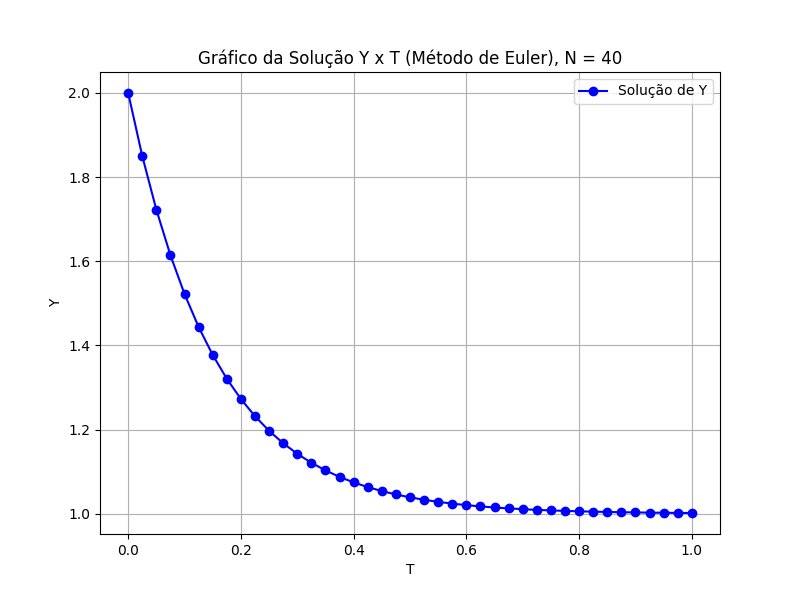 Gráfico da Solução Y x T (Método de Euler), N = 40
Solução de Y
2.0
1.8
1.6
1.4
1.2
1.0
Y
0.0 0.2 0.4 0.6 0.8 1.0
T